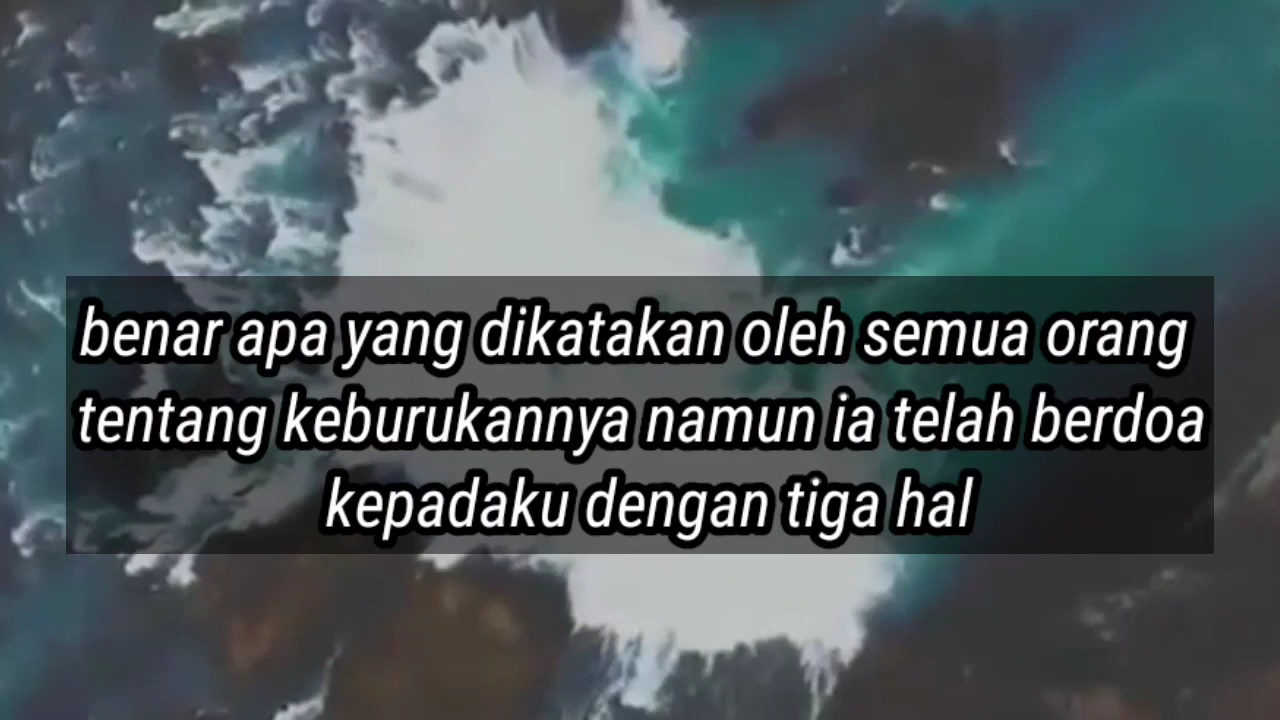 benar apa yang dikatakan oleh semua orang
tentang keburukannya namun ia telah berdoa
kepadaku dengan tiga hal